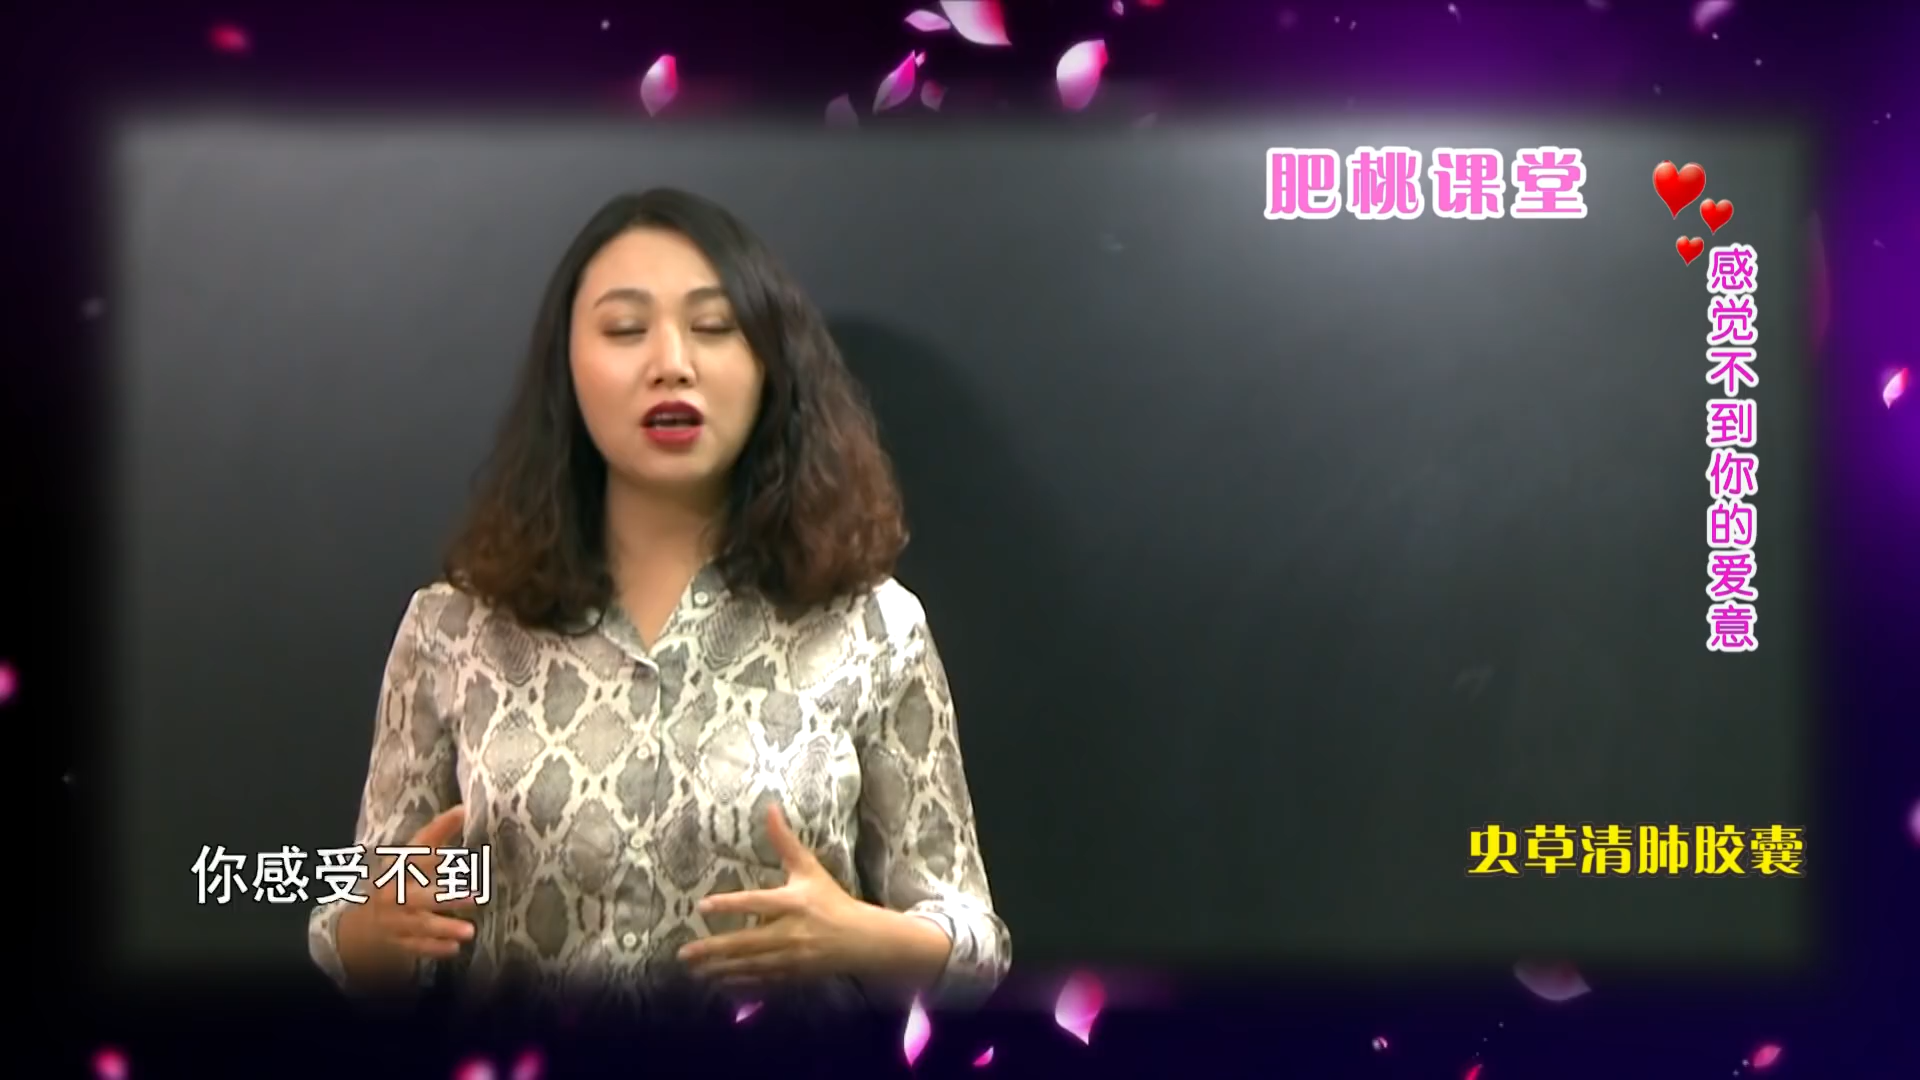 肥桃课堂
感觉不到你的爱意
虫草清肺胶囊
你感受不到